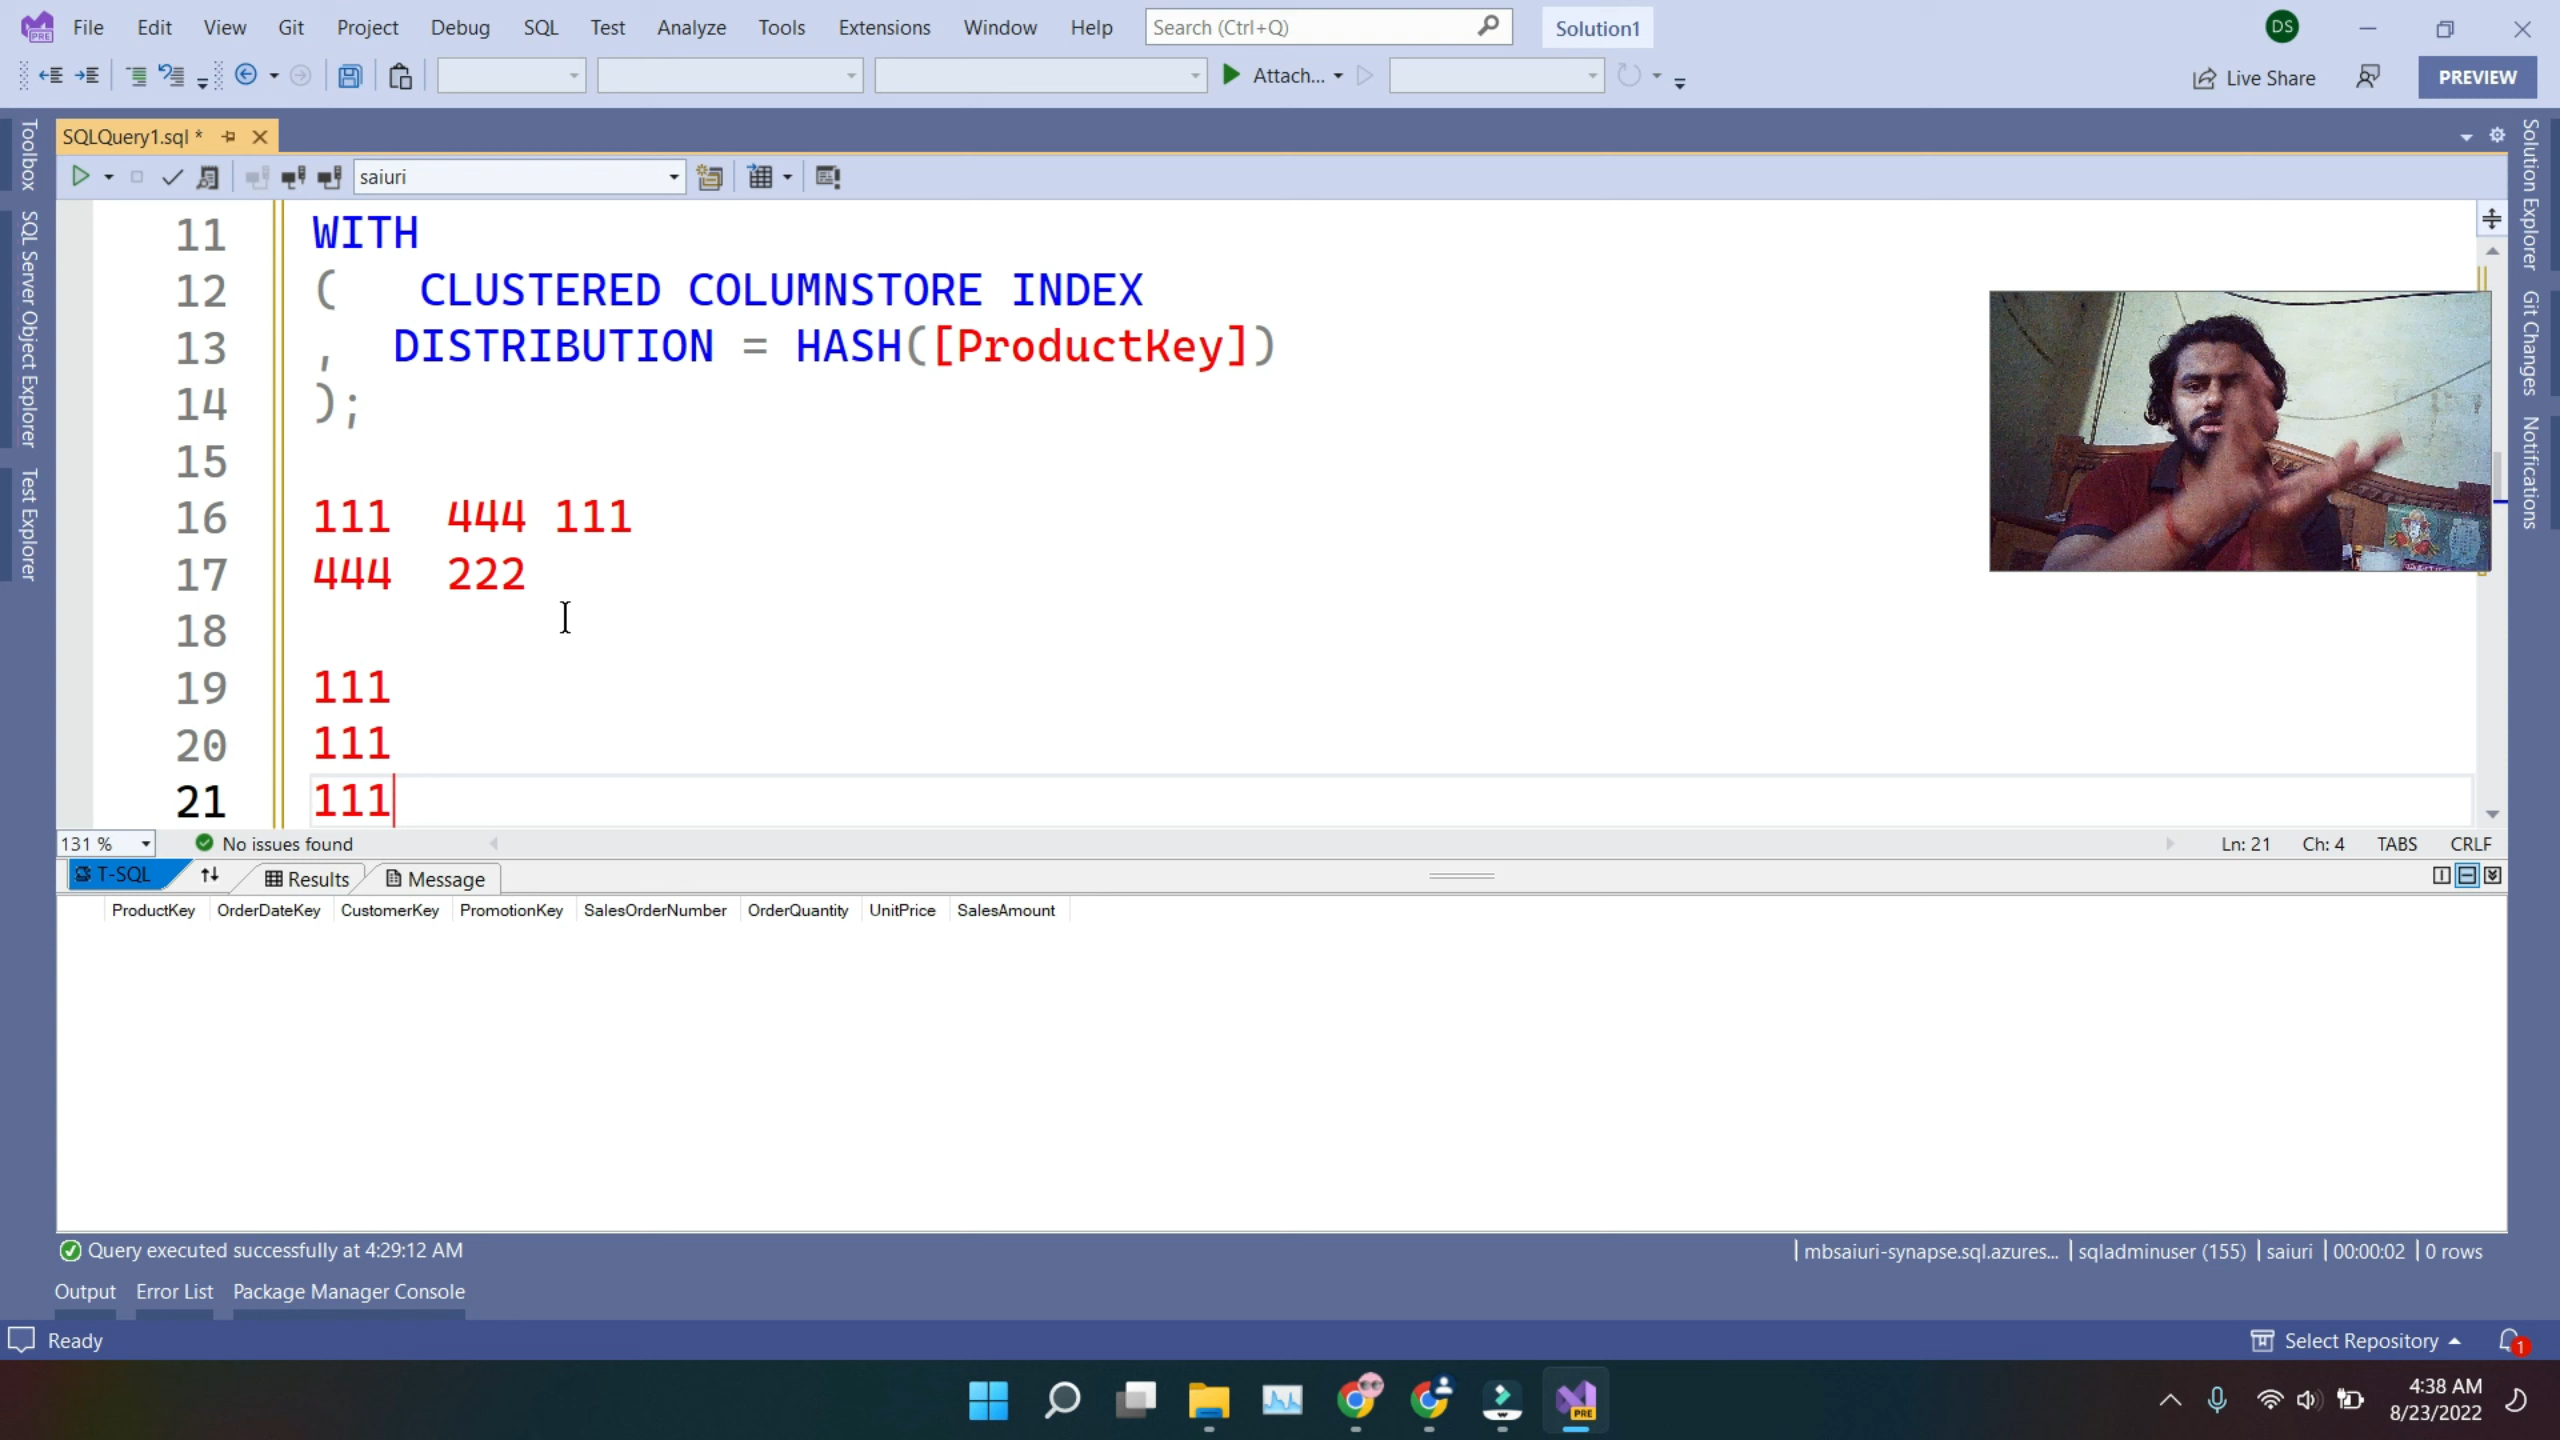 File Edit View Git Project Debug SQL Test Analyze Tools Extensions Window Help Search (Ctrl+Q) Solution1 DS
PRE
Attach... Live Share PREVIEW
SQLQuery1.sql *
saiuri
Toolbox
SQL Server Object Explorer
Test Explorer
Solution Explorer
Git Changes
Notifications
11 WITH
12 ( CLUSTERED COLUMNSTORE INDEX
13 , DISTRIBUTION = HASH([ProductKey])
14 );
15
16 111 444 111
17 444 222
18
19 111
20 111
21 111
131 % No issues found Ln: 21 Ch: 4 TABS CRLF
T-SQL Results Message
ProductKey OrderDateKey CustomerKey PromotionKey SalesOrderNumber OrderQuantity UnitPrice SalesAmount
Query executed successfully at 4:29:12 AM mbsaiuri-synapse.sql.azures... sqladminuser (155) saiuri 00:00:02 0 rows
Output Error List Package Manager Console
Ready Select Repository 1
PRE
4:38 AM
8/23/2022